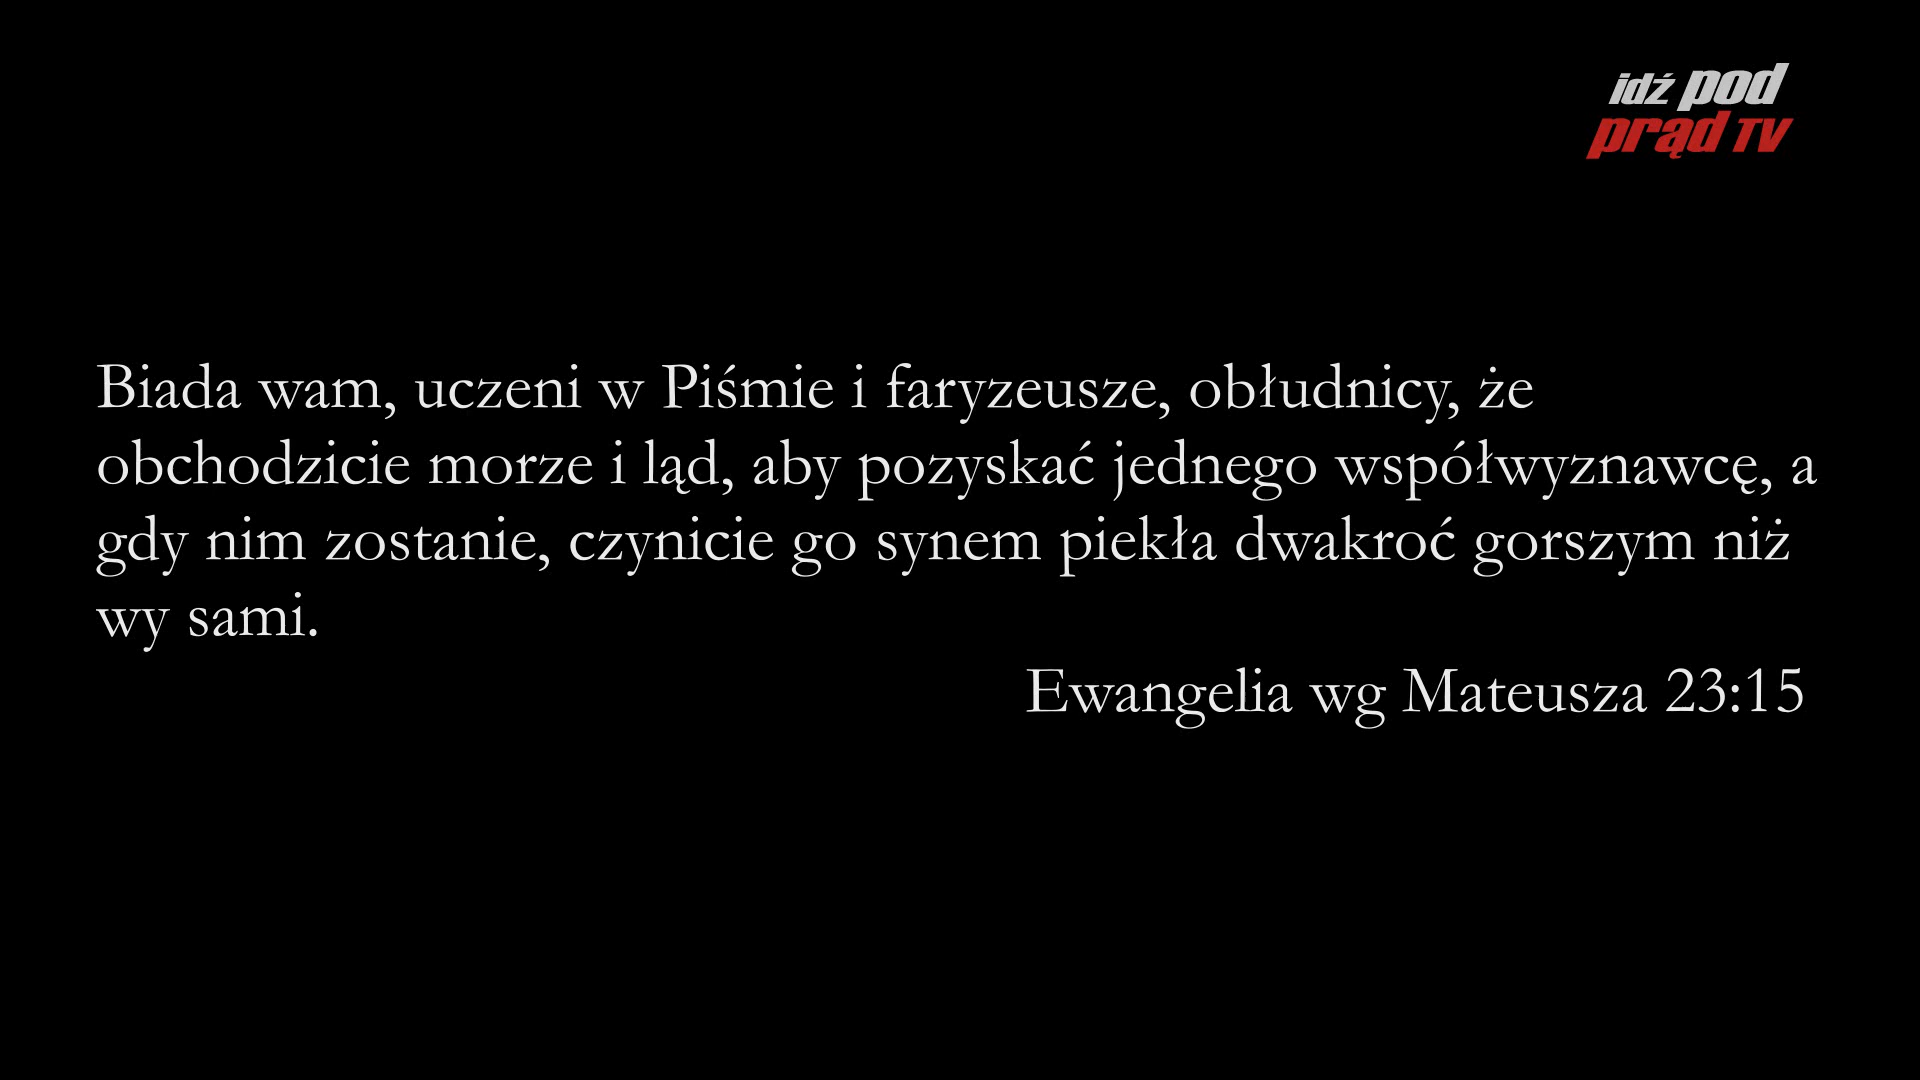 idź pod
prąd TV
Biada wam, uczeni w Piśmie i faryzeusze, obłudnicy, że
obchodzicie morze i ląd, aby pozyskać jednego współwyznawcę, a
gdy nim zostanie, czynicie go synem piekła dwakroć gorszym niż
wy sami.
Ewangelia wg Mateusza 23:15